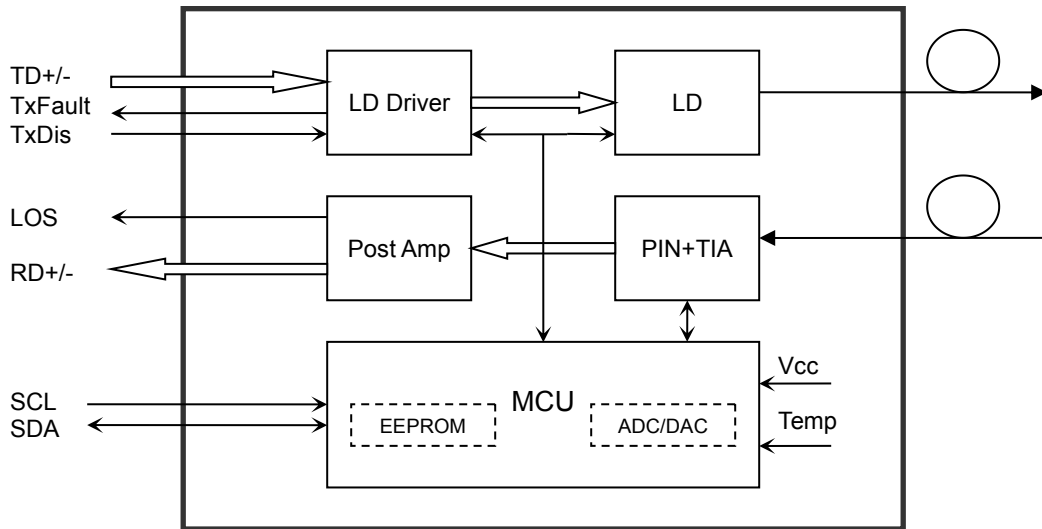 TD+/-
TxFault
TxDis
LD Driver
LD
LOS
RD+/-
Post Amp
PIN+TIA
SCL
SDA
MCU
EEPROM
ADC/DAC
Vcc
Temp